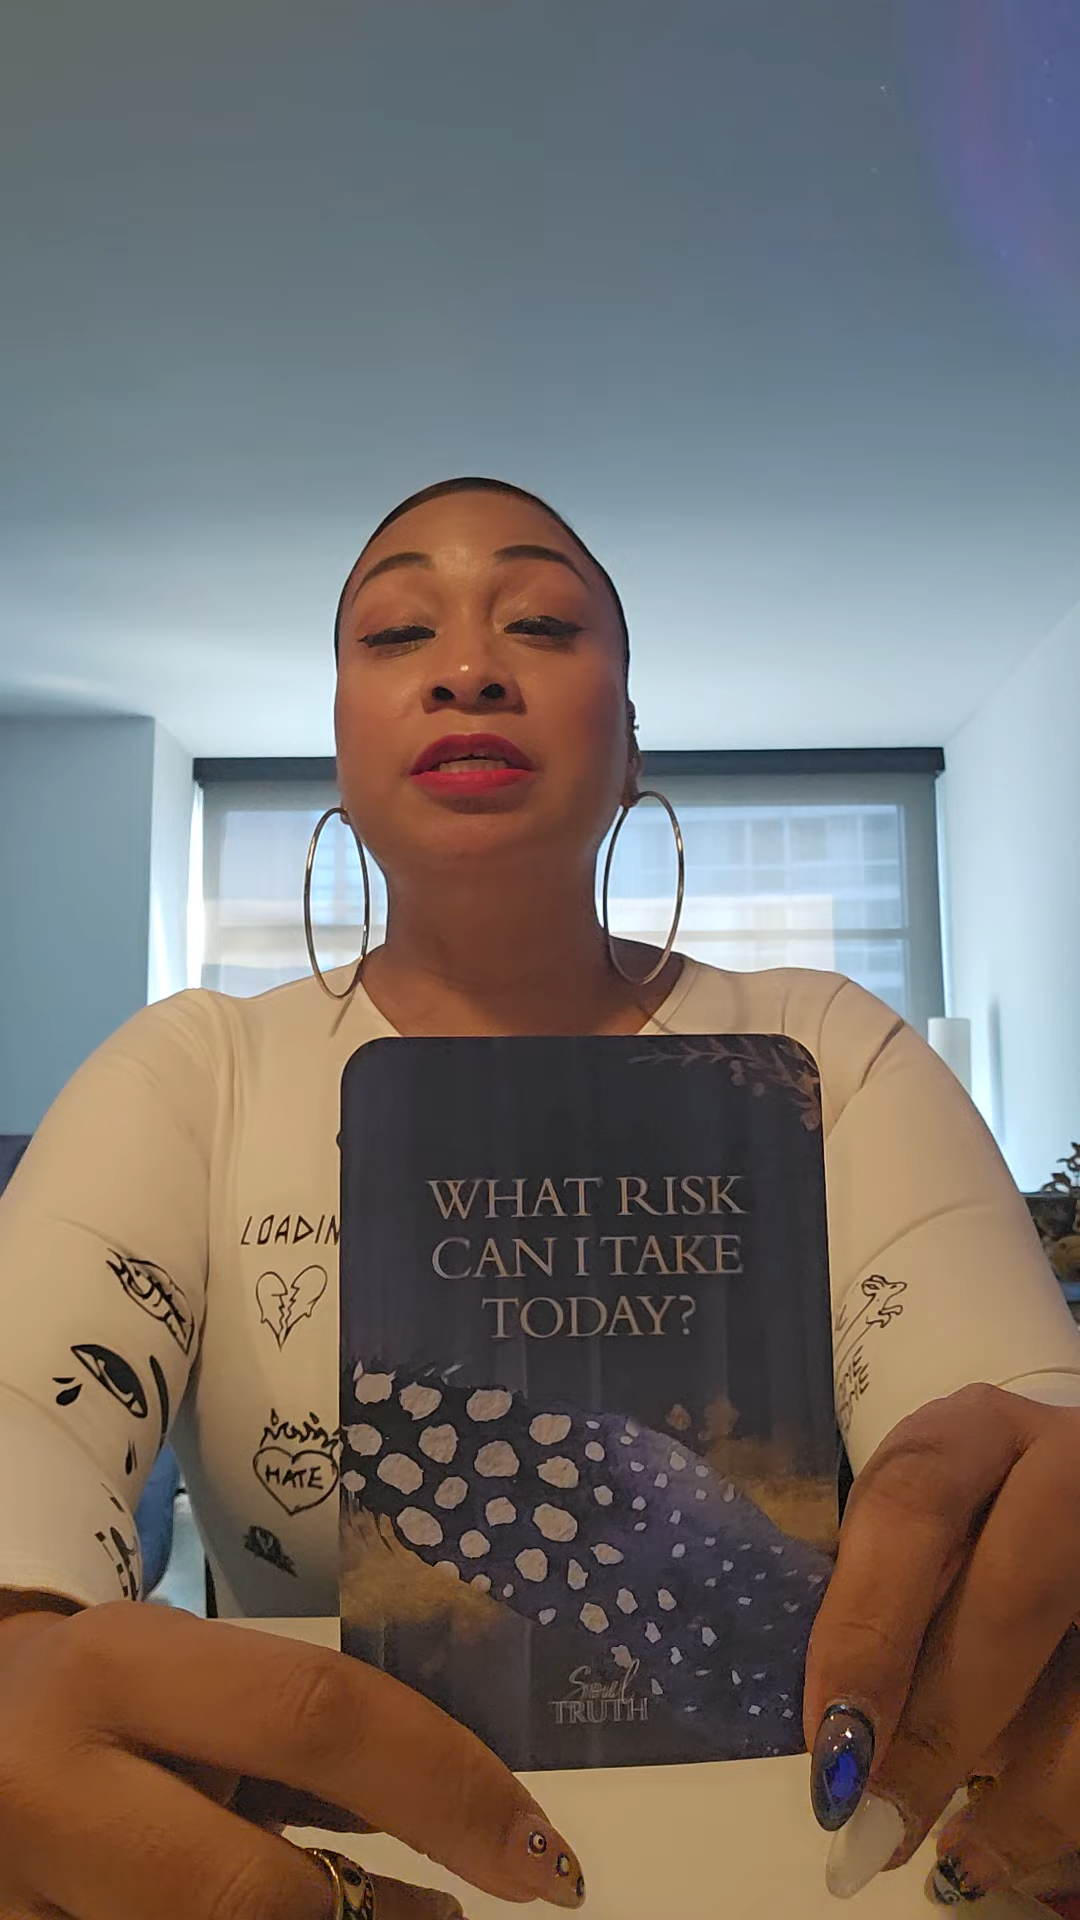 WHAT RISK
CAN I TAKE
TODAY?
Soul
TRUTH
LOADIN
HATE